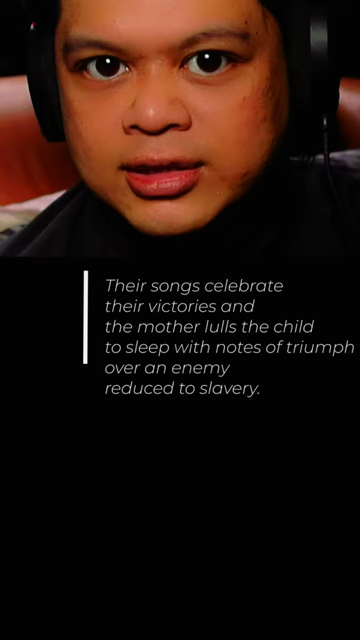 Their songs celebrate
their victories and
the mother lulls the child
to sleep with notes of triumph
over an enemy
reduced to slavery.